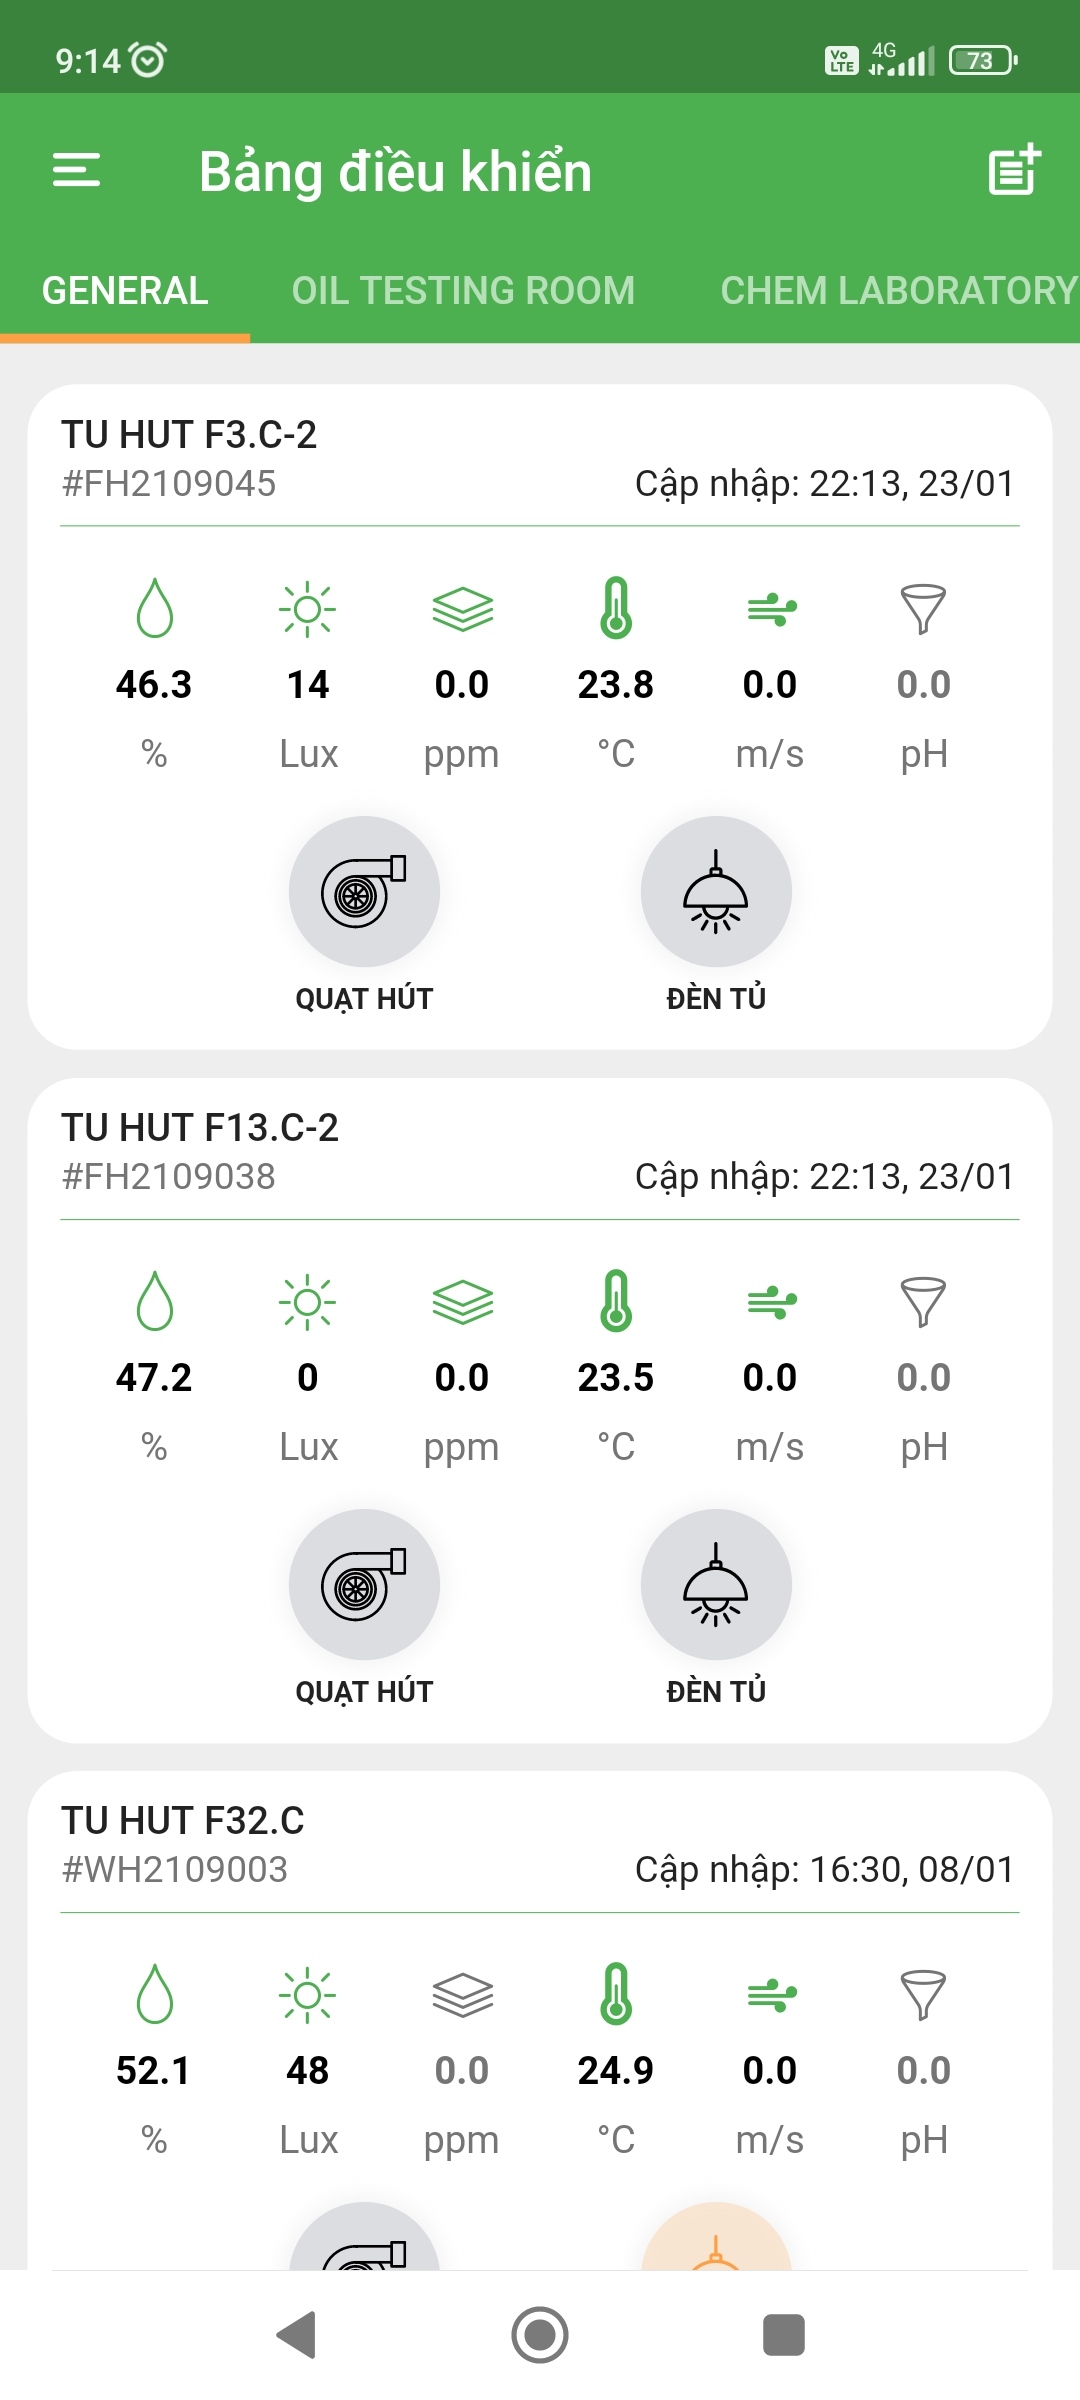 9:14
Vo LTE 4G 73
Bảng điều khiển
GENERAL OIL TESTING ROOM CHEM LABORATORY
TU HUT F3.C-2
#FH2109045 Cập nhập: 22:13, 23/01
46.3 14 0.0 23.8 0.0 0.0
% Lux ppm °C m/s pH
QUẠT HÚT ĐÈN TỦ
TU HUT F13.C-2
#FH2109038 Cập nhập: 22:13, 23/01
47.2 0 0.0 23.5 0.0 0.0
% Lux ppm °C m/s pH
QUẠT HÚT ĐÈN TỦ
TU HUT F32.C
#WH2109003 Cập nhập: 16:30, 08/01
52.1 48 0.0 24.9 0.0 0.0
% Lux ppm °C m/s pH